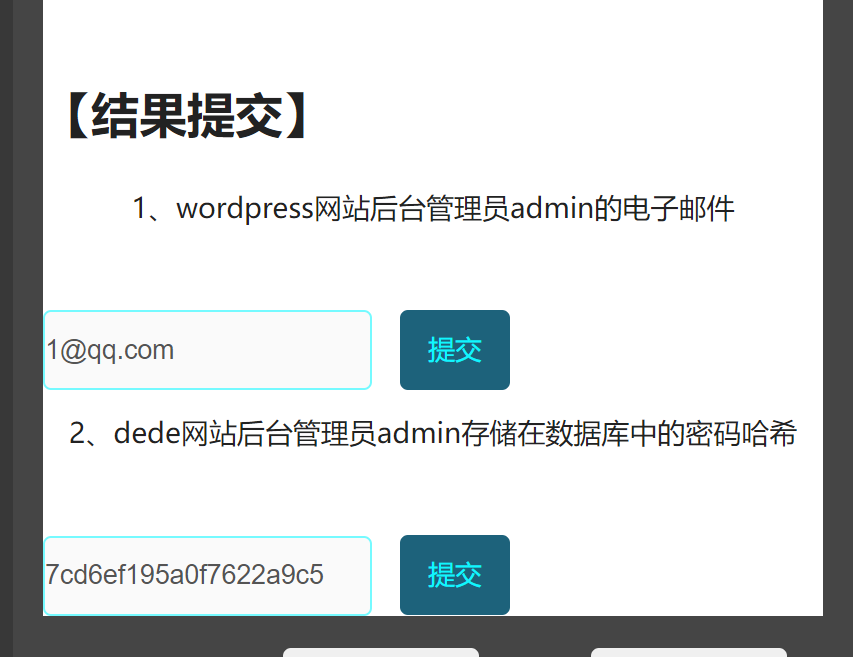 【结果提交】
1、wordpress网站后台管理员admin的电子邮件
1@qq.com
提交
2、dede网站后台管理员admin存储在数据库中的密码哈希
7cd6ef195a0f7622a9c5
提交